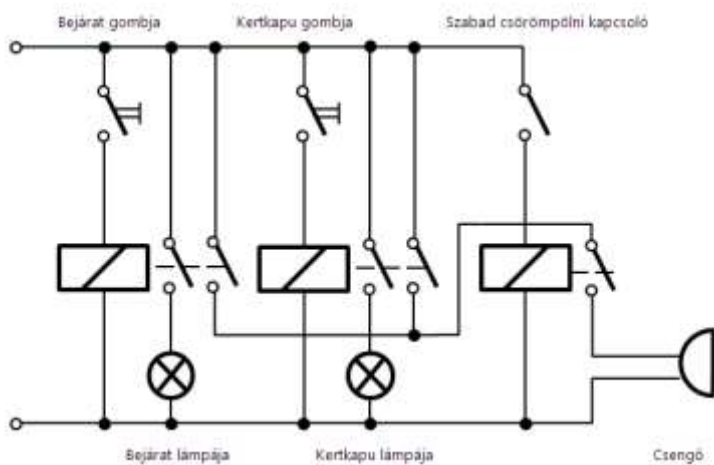 Bejárat gombja
Kertkapu gombja
Szabad csörömpölni kapcsoló
Bejárat lámpája
Kertkapu lámpája
Csengő